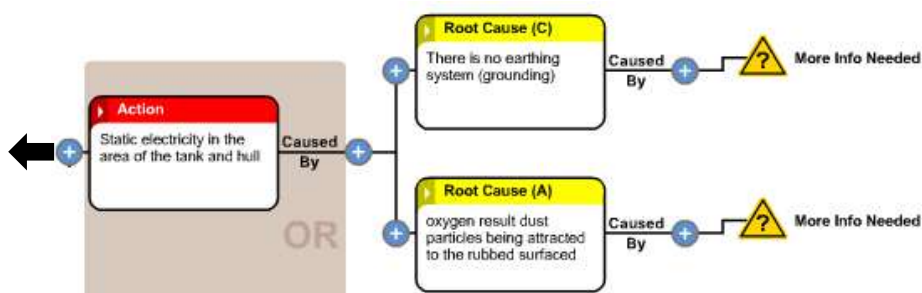 Root Cause (C)
There is no earthing
system (grounding)
Caused
By
?
More Info Needed
Action
Static electricity in the
area of the tank and hull
Caused
By
OR
Root Cause (A)
oxygen result dust
particles being attracted
to the rubbed surfaced
Caused
By
?
More Info Needed